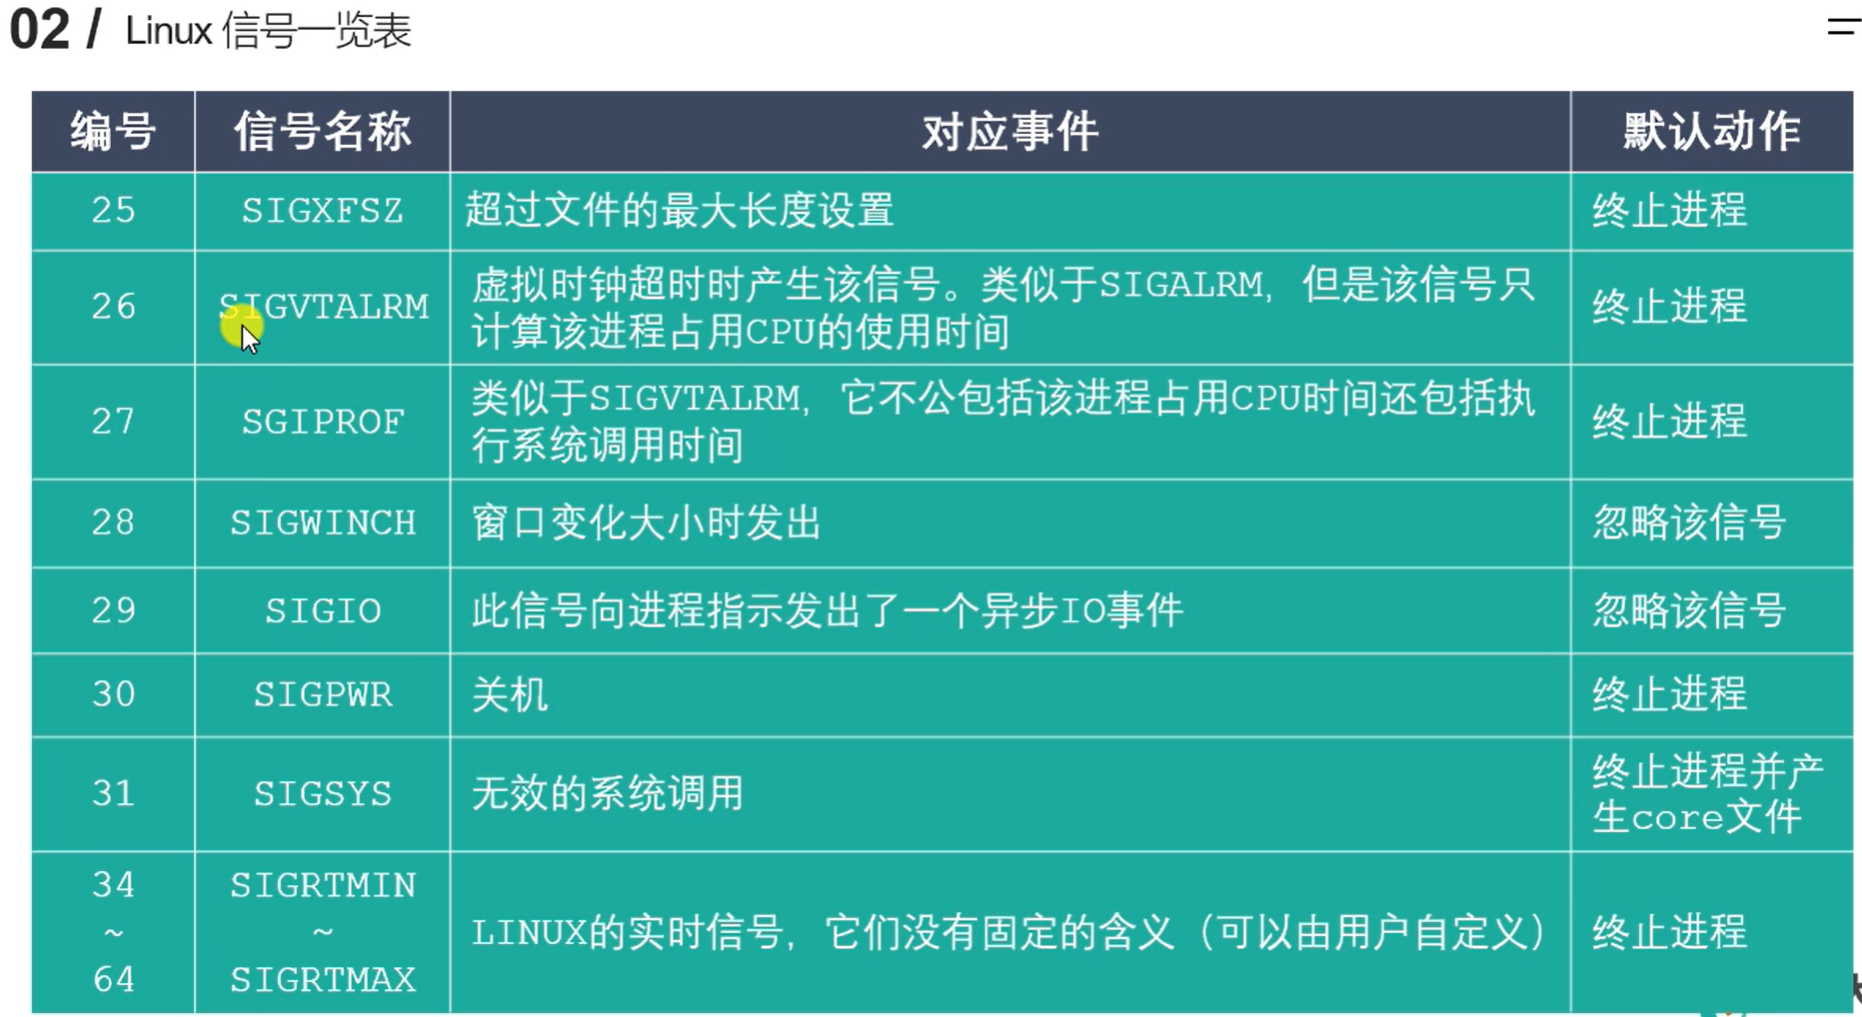 02 / Linux 信号一览表
编号 信号名称 对应事件 默认动作
25 SIGXFSZ 超过文件的最大长度设置 终止进程
26 SIGVTALRM 虚拟时钟超时时产生该信号。类似于SIGALRM，但是该信号只
计算该进程占用CPU的使用时间 终止进程
27 SGIPROF 类似于SIGVTALRM，它不公包括该进程占用CPU时间还包括执
行系统调用时间 终止进程
28 SIGWINCH 窗口变化大小时发出 忽略该信号
29 SIGIO 此信号向进程指示发出了一个异步IO事件 忽略该信号
30 SIGPWR 关机 终止进程
31 SIGSYS 无效的系统调用 终止进程并产
生core文件
34 SIGRTMIN
~ ~ LINUX的实时信号，它们没有固定的含义（可以由用户自定义） 终止进程
64 SIGRTMAX